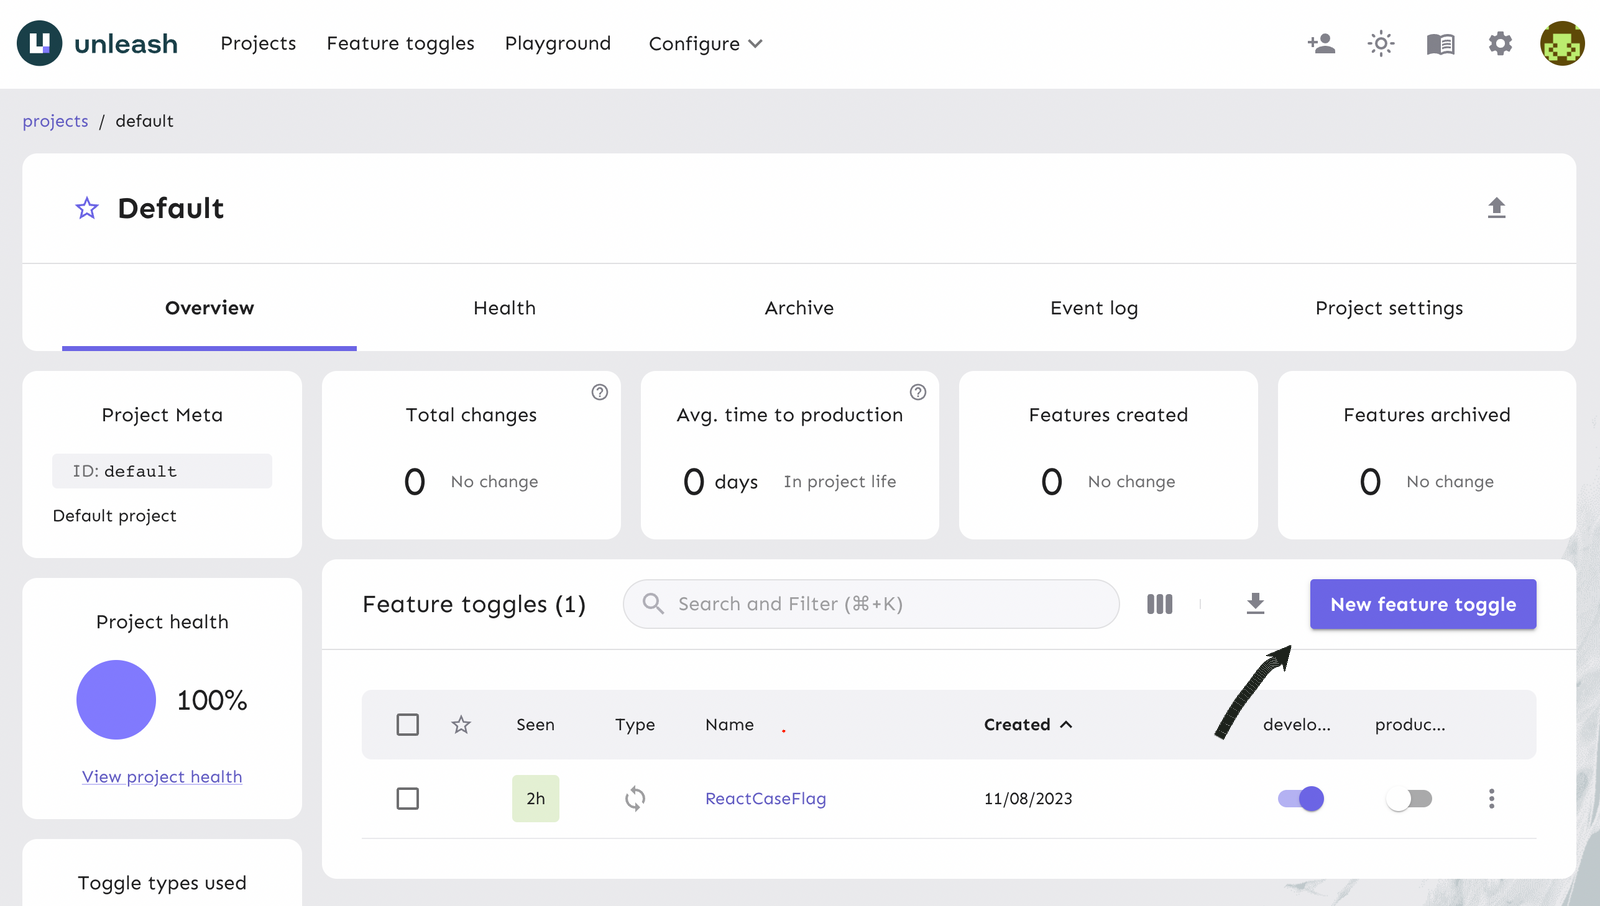 unleash Projects Feature toggles Playground Configure
projects / default
Default
Overview Health Archive Event log Project settings
Project Meta
ID: default
Default project
Total changes
0 No change
Avg. time to production
0 days In project life
Features created
0 No change
Features archived
0 No change
Project health
100%
View project health
Toggle types used
Feature toggles (1) Search and Filter (⌘+K) New feature toggle
Seen Type Name Created develo... produc...
2h ReactCaseFlag 11/08/2023